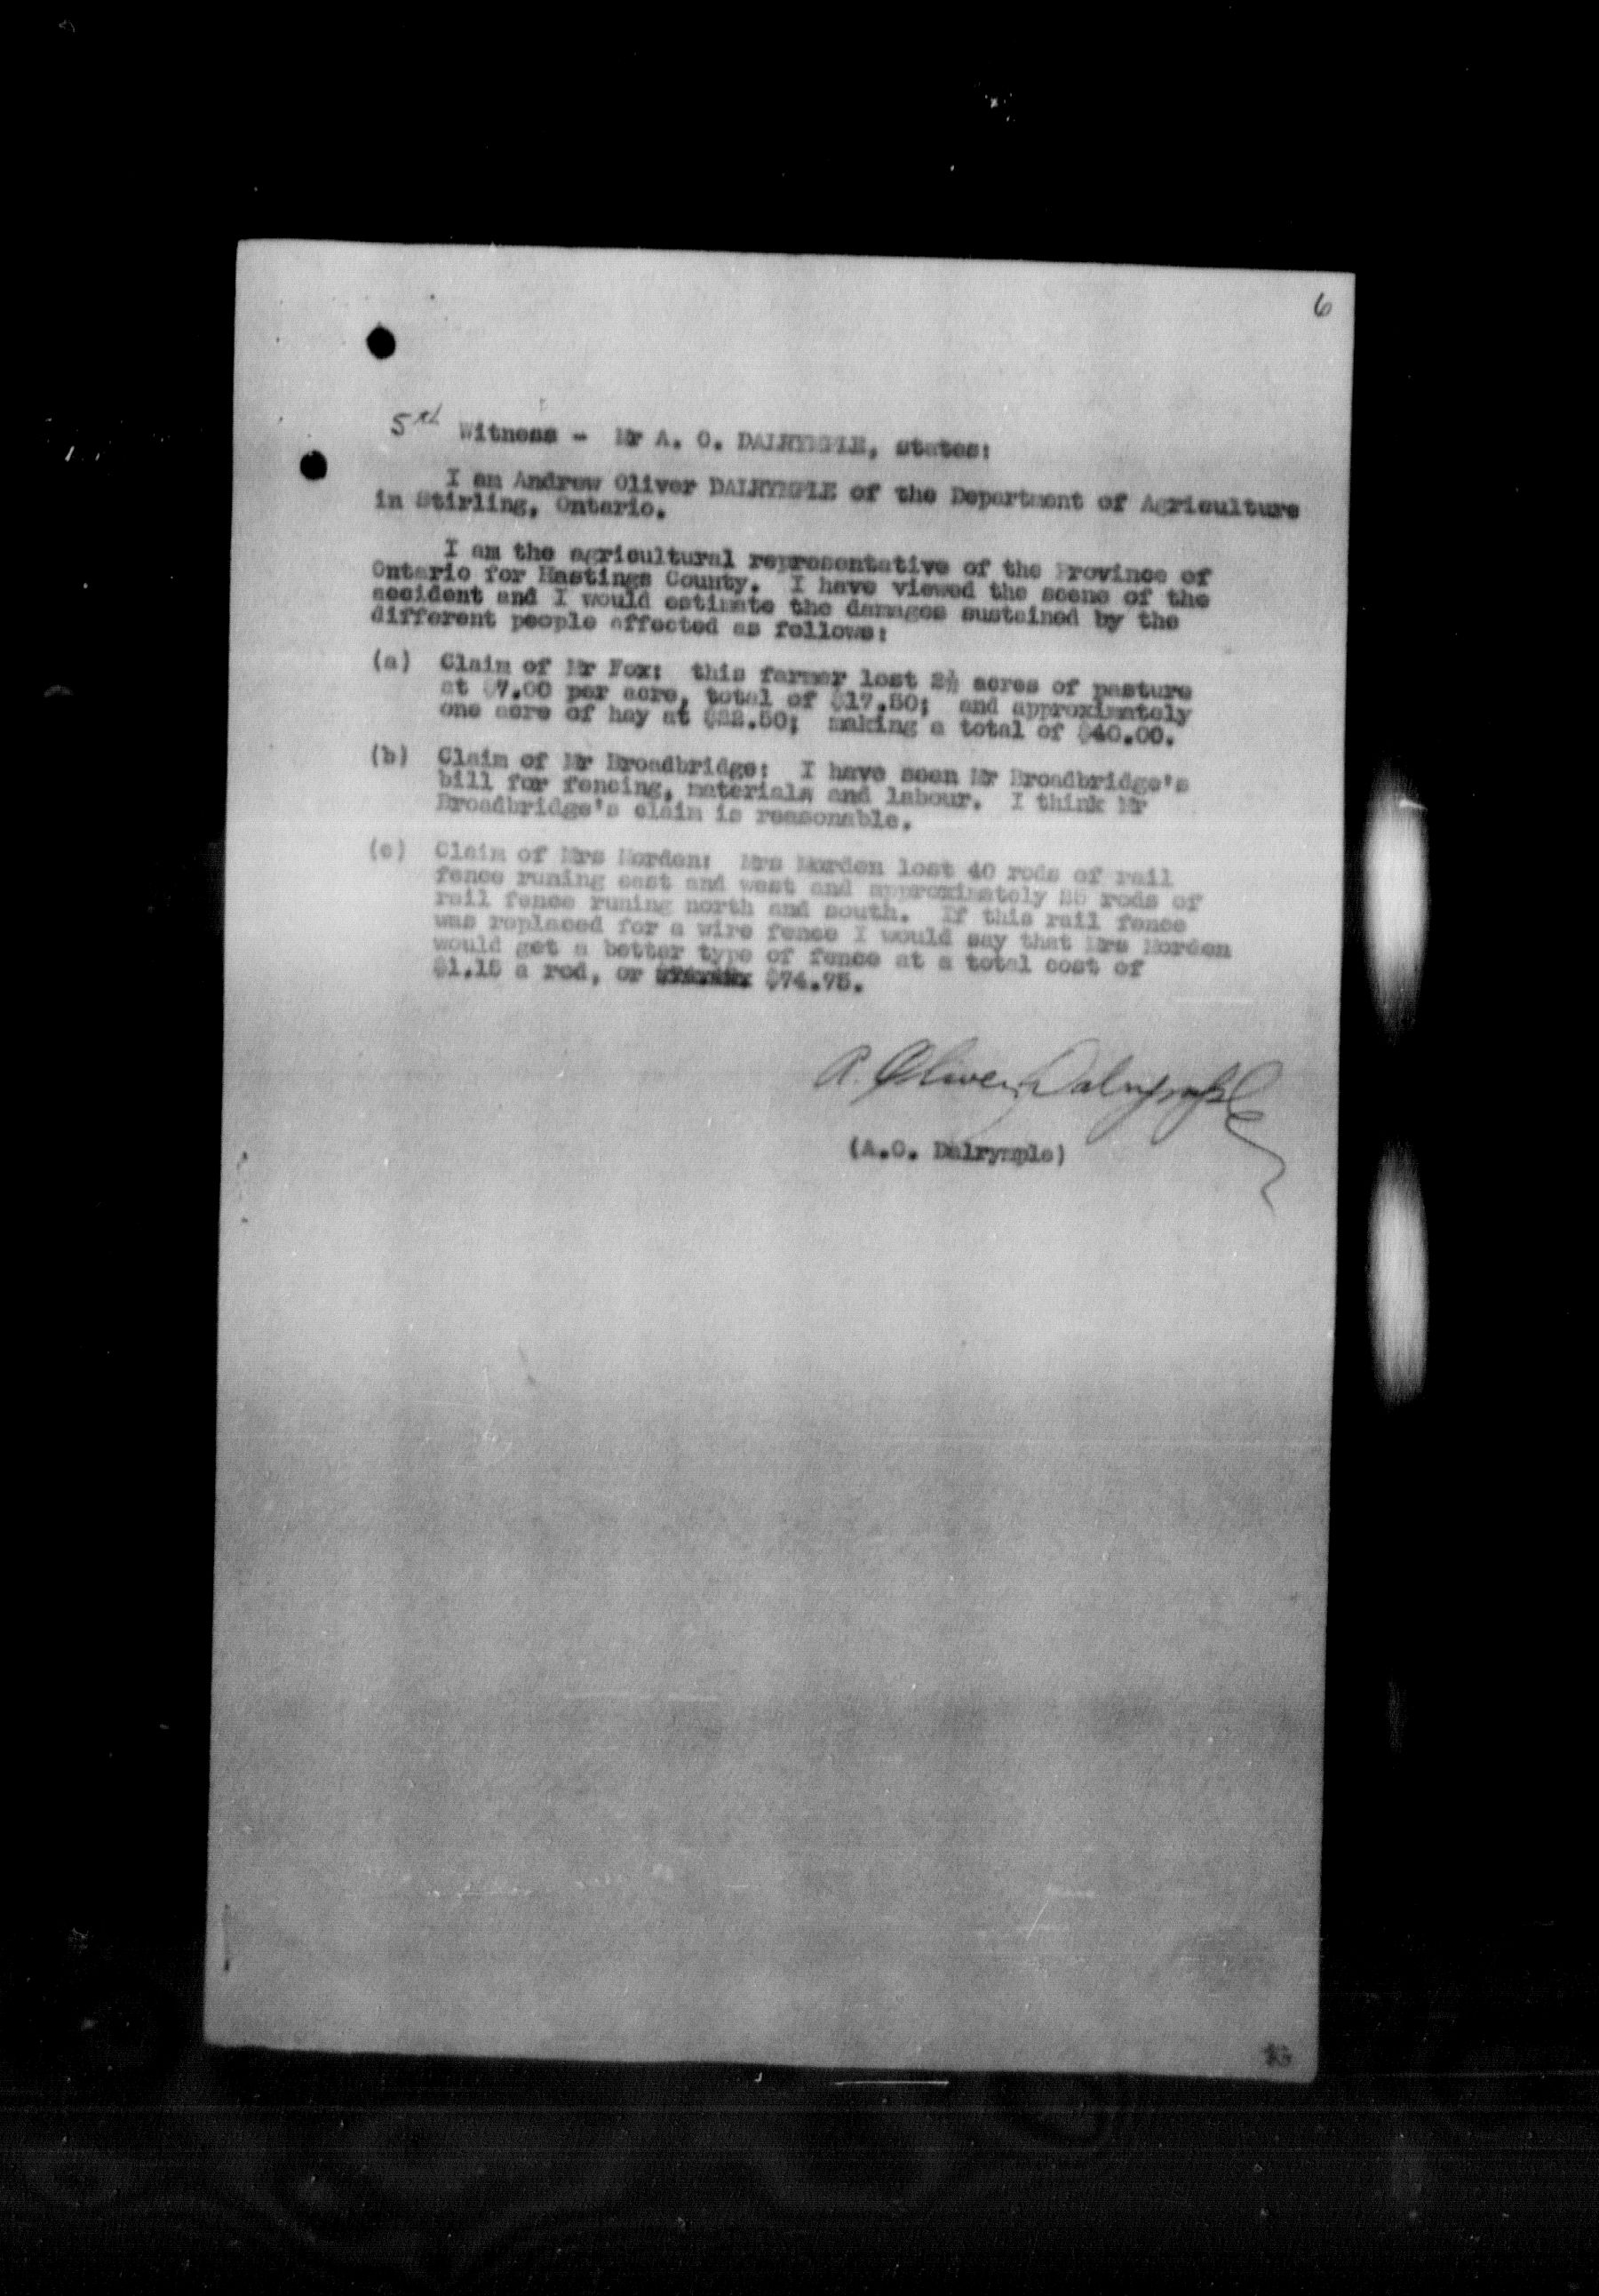 6
5th Witness - Mr A. O. DALRYMPLE, states:
I am Andrew Oliver DALRYMPLE of the Department of Agriculture
in Stirling, Ontario.
I am the agricultural representative of the Province of
Ontario for Hastings County. I have viewed the scene of the
accident and I would estimate the damages sustained by the
different people affected as follows:
(a) Claim of Mr Fox: this farmer lost 2½ acres of pasture
at $7.00 per acre, total of $17.50; and approximately
one acre of hay at $22.50; making a total of $40.00.
(b) Claim of Mr Broadbridge: I have seen Mr Broadbridge's
bill for fencing, materials and labour. I think Mr
Broadbridge's claim is reasonable.
(c) Claim of Mrs Morden: Mrs Morden lost 40 rods of rail
fence runing east and west and approximately 25 rods of
rail fence runing north and south. If this rail fence
was replaced for a wire fence I would say that Mrs Morden
would get a better type of fence at a total cost of
$1.15 a rod, or $74.75.
A. Oliver Dalrymple
(A.O. Dalrymple)